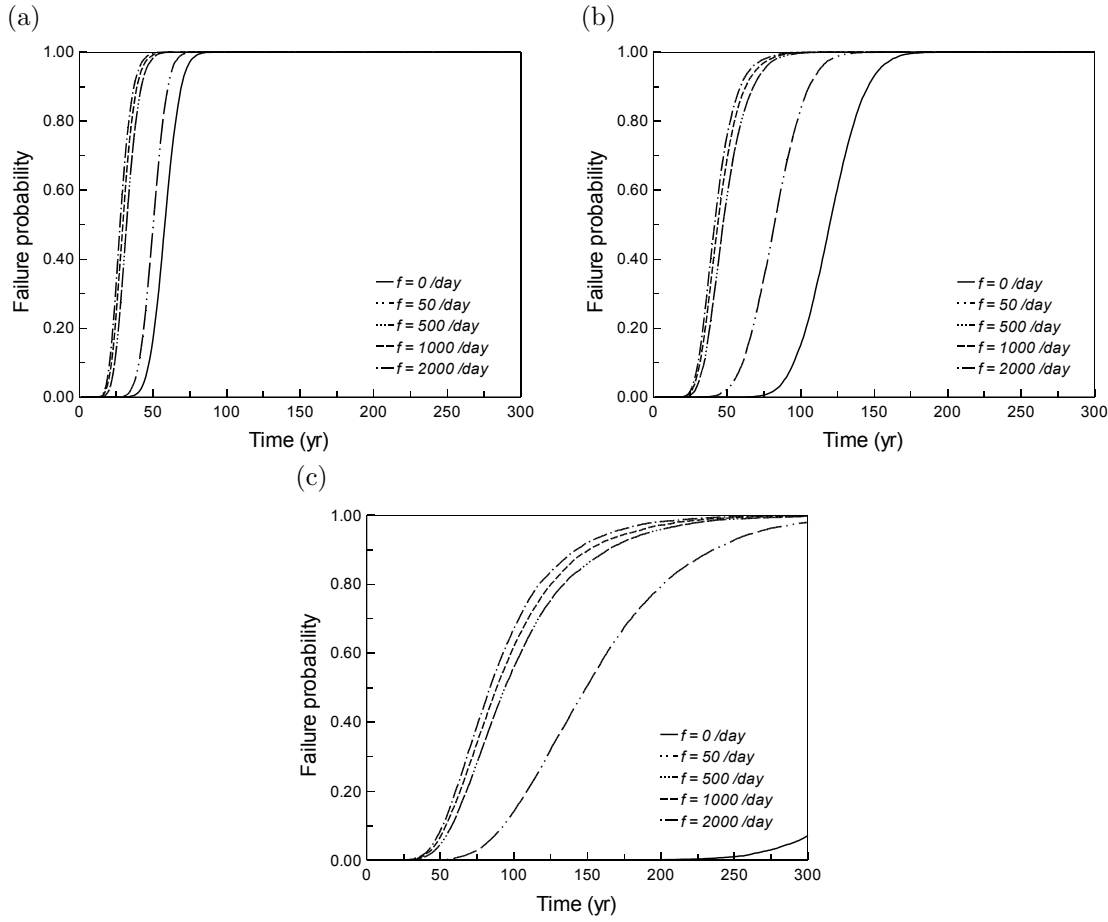 (a)
1.00
0.80
0.60
0.40
0.20
0.00
Failure probability
f = 0 /day
f = 50 /day
f = 500 /day
f = 1000 /day
f = 2000 /day
0 50 100 150 200 250 300
Time (yr)
(b)
1.00
0.80
0.60
0.40
0.20
0.00
Failure probability
f = 0 /day
f = 50 /day
f = 500 /day
f = 1000 /day
f = 2000 /day
0 50 100 150 200 250 300
Time (yr)
(c)
1.00
0.80
0.60
0.40
0.20
0.00
Failure probability
f = 0 /day
f = 50 /day
f = 500 /day
f = 1000 /day
f = 2000 /day
0 50 100 150 200 250 300
Time (yr)